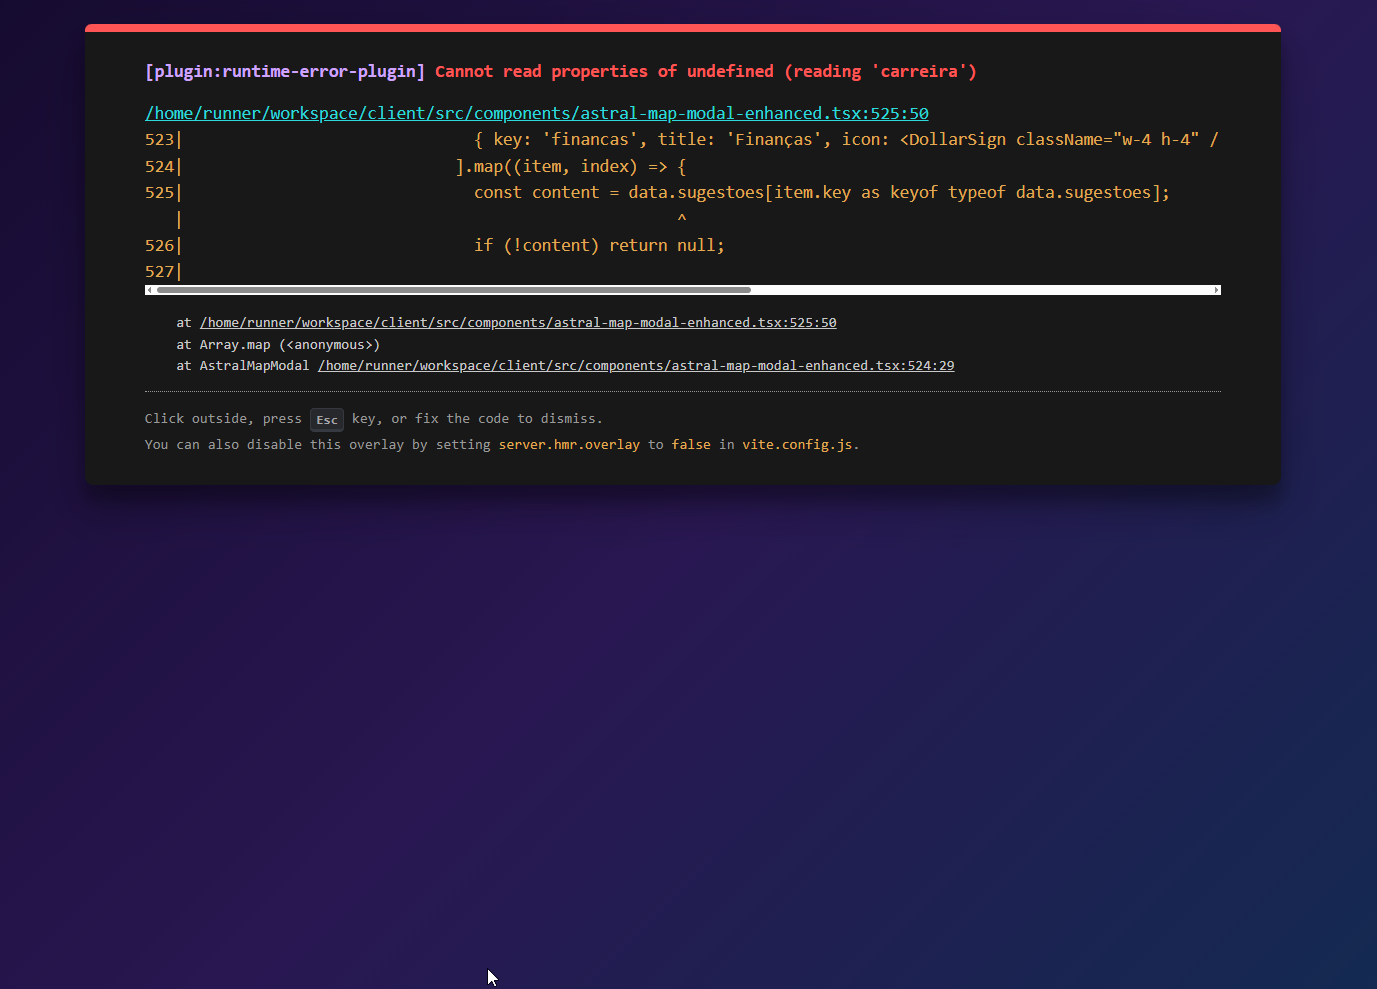 [plugin:runtime-error-plugin] Cannot read properties of undefined (reading 'carreira')
/home/runner/workspace/client/src/components/astral-map-modal-enhanced.tsx:525:50
523|                              { key: 'financas', title: 'Finanças', icon: <DollarSign className="w-4 h-4" /
524|                            ].map((item, index) => {
525|                              const content = data.sugestoes[item.key as keyof typeof data.sugestoes];
   |                                                   ^
526|                              if (!content) return null;
527|
at /home/runner/workspace/client/src/components/astral-map-modal-enhanced.tsx:525:50
at Array.map (<anonymous>)
at AstralMapModal /home/runner/workspace/client/src/components/astral-map-modal-enhanced.tsx:524:29
Click outside, press Esc key, or fix the code to dismiss.
You can also disable this overlay by setting server.hmr.overlay to false in vite.config.js.